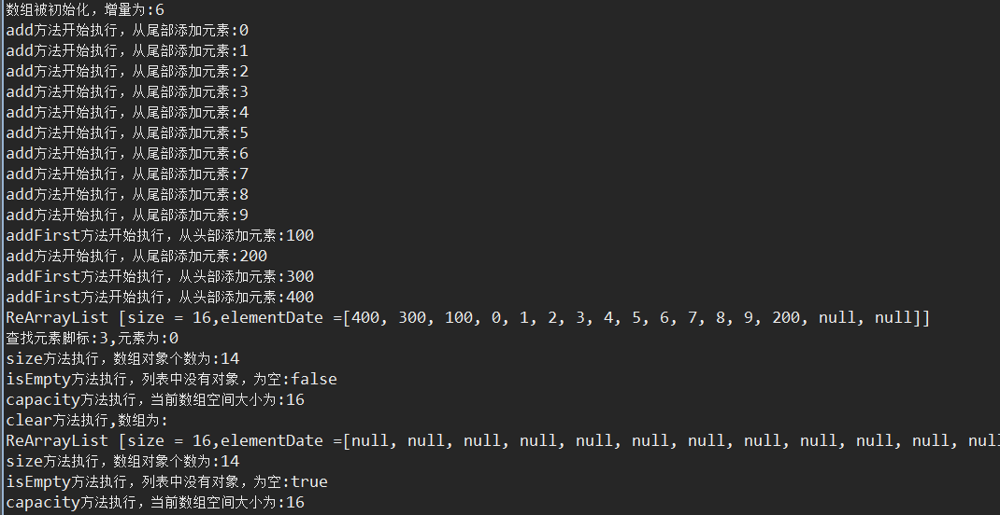 数组被初始化，增量为:6
add方法开始执行，从尾部添加元素:0
add方法开始执行，从尾部添加元素:1
add方法开始执行，从尾部添加元素:2
add方法开始执行，从尾部添加元素:3
add方法开始执行，从尾部添加元素:4
add方法开始执行，从尾部添加元素:5
add方法开始执行，从尾部添加元素:6
add方法开始执行，从尾部添加元素:7
add方法开始执行，从尾部添加元素:8
add方法开始执行，从尾部添加元素:9
addFirst方法开始执行，从头部添加元素:100
add方法开始执行，从尾部添加元素:200
addFirst方法开始执行，从头部添加元素:300
addFirst方法开始执行，从头部添加元素:400
ReArrayList [size = 16,elementDate =[400, 300, 100, 0, 1, 2, 3, 4, 5, 6, 7, 8, 9, 200, null, null]]
查找元素脚标:3,元素为:0
size方法执行，数组对象个数为:14
isEmpty方法执行，列表中没有对象，为空:false
capacity方法执行，当前数组空间大小为:16
clear方法执行,数组为:
ReArrayList [size = 16,elementDate =[null, null, null, null, null, null, null, null, null, null, null, nul
size方法执行，数组对象个数为:14
isEmpty方法执行，列表中没有对象，为空:true
capacity方法执行，当前数组空间大小为:16